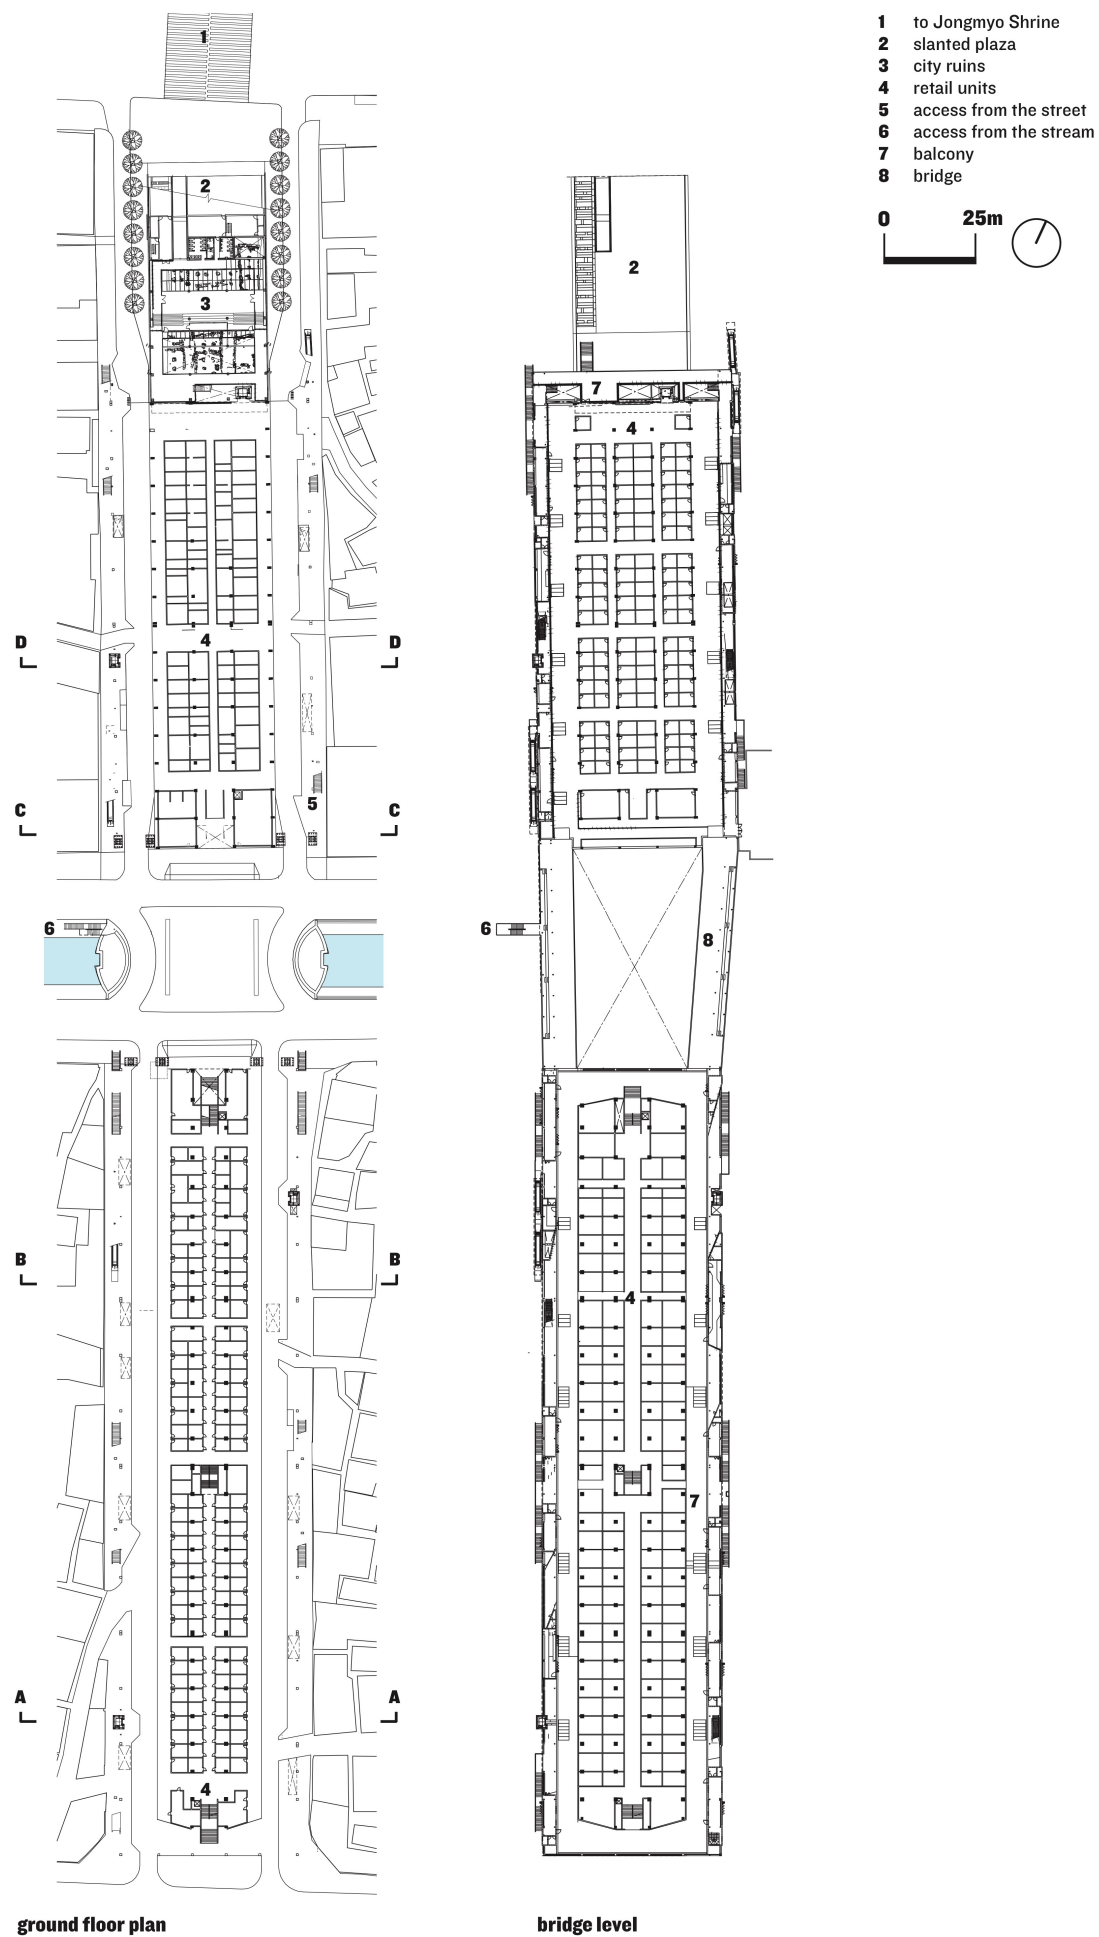 1 to Jongmyo Shrine
2 slanted plaza
3 city ruins
4 retail units
5 access from the street
6 access from the stream
7 balcony
8 bridge
0 25m
1
2
2
3
7
4
D D
4
C 5 C
6 6 8
B B
4
7
A A
4
ground floor plan bridge level